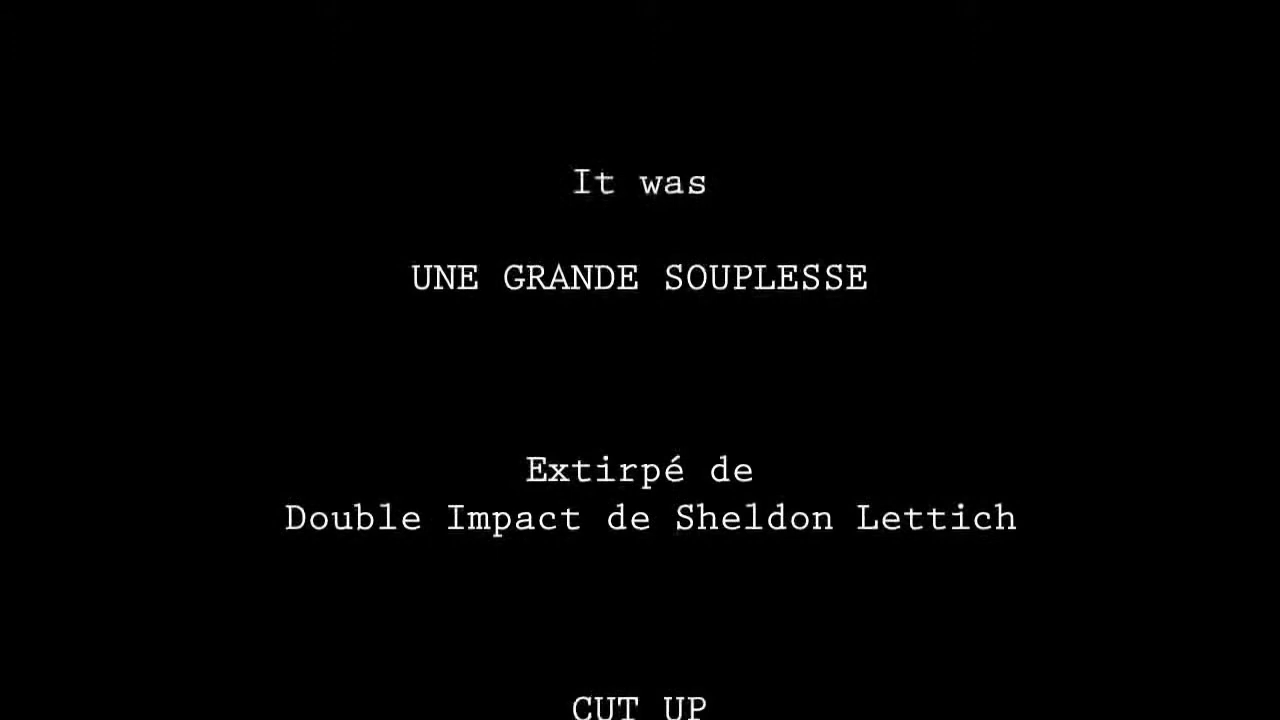 It was
UNE GRANDE SOUPLESSE
Extirpé de
Double Impact de Sheldon Lettich
CUT UP